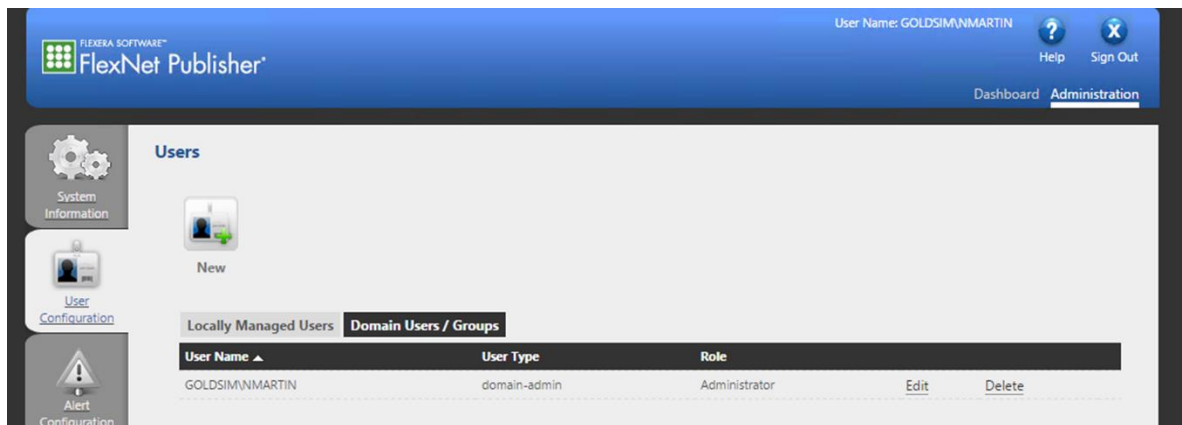 User Name: GOLDSIM\NMARTIN
FLEXERA SOFTWARE™
FlexNet Publisher®
Help
Sign Out
Dashboard
Administration
System
Information
Users
New
User
Configuration
Locally Managed Users
Domain Users / Groups
User Name ▲ User Type Role
GOLDSIM\NMARTIN domain-admin Administrator Edit Delete
Alert
Configuration